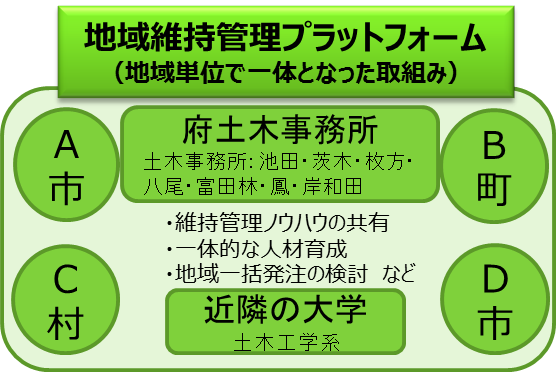 地域維持管理プラットフォーム
（地域単位で一体となった取組み）
A
市
府土木事務所
土木事務所：池田・茨木・枚方・
八尾・富田林・鳳・岸和田
B
町
・維持管理ノウハウの共有
・一体的な人材育成
・地域一括発注の検討　など
C
村
近隣の大学
土木工学系
D
市